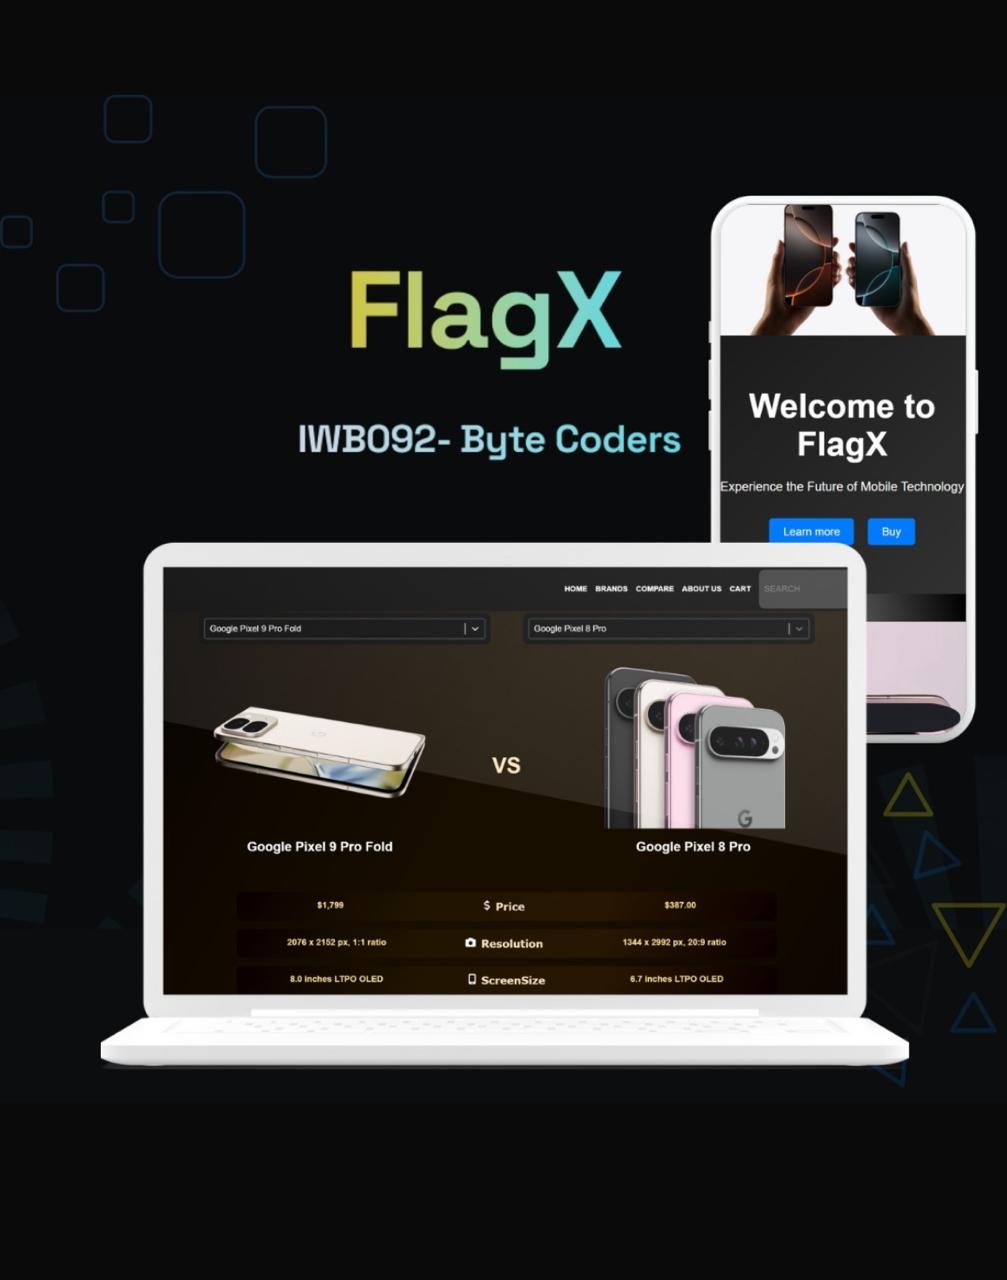 FlagX
IWB092- Byte Coders
Welcome to
FlagX
Experience the Future of Mobile Technology
Learn more
Buy
HOME BRANDS COMPARE ABOUT US CART SEARCH
Google Pixel 9 Pro Fold
Google Pixel 8 Pro
VS
G
Google Pixel 9 Pro Fold
Google Pixel 8 Pro
$1,799 $ Price $387.00
2076 x 2152 px, 1:1 ratio Resolution 1344 x 2992 px, 20:9 ratio
8.0 inches LTPO OLED ScreenSize 6.7 inches LTPO OLED